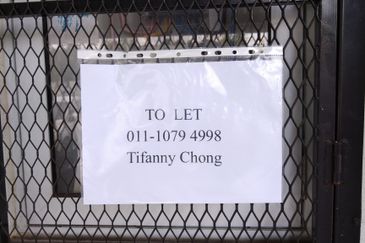 TO LET
011-1079 4998
Tifanny Chong